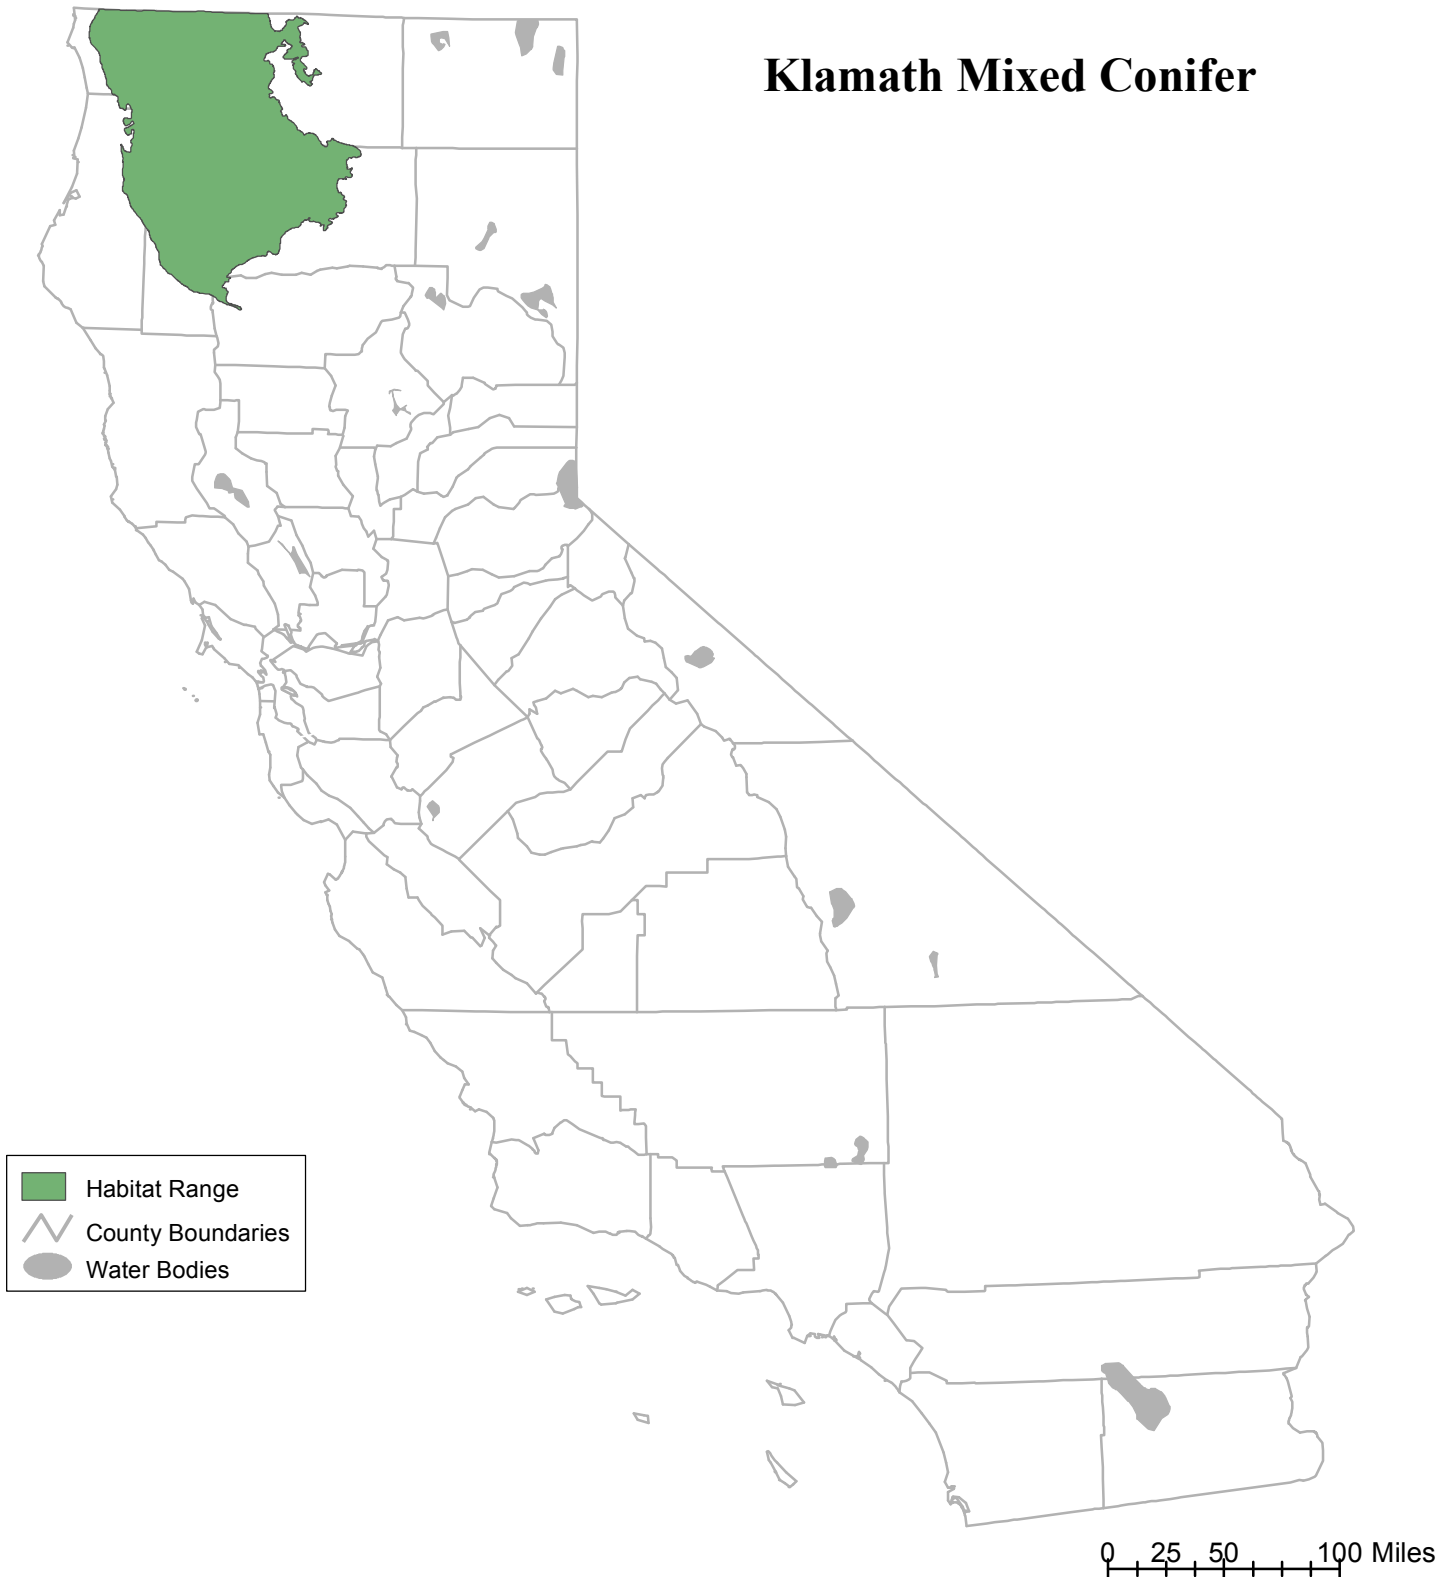 Klamath Mixed Conifer
Habitat Range
County Boundaries
Water Bodies
0 25 50 100 Miles